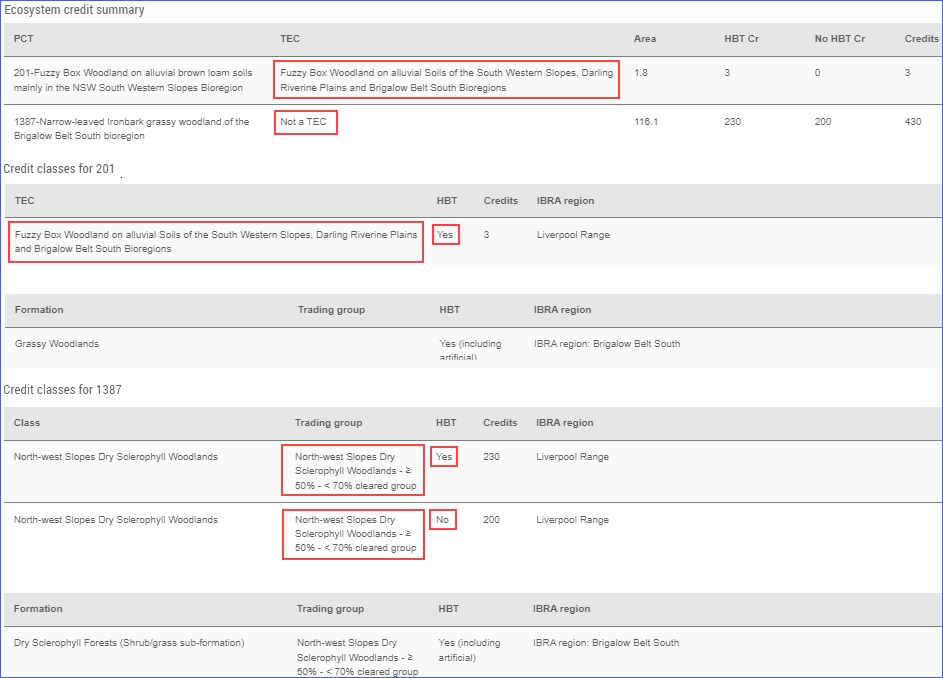 Ecosystem credit summary
PCT TEC Area HBT Cr No HBT Cr Credits
201-Fuzzy Box Woodland on alluvial brown loam soils Fuzzy Box Woodland on alluvial Soils of the South Western Slopes, Darling 1.8 3 0 3
mainly in the NSW South Western Slopes Bioregion Riverine Plains and Brigalow Belt South Bioregions
1387-Narrow-leaved Ironbark grassy woodland of the Not a TEC 116.1 230 200 430
Brigalow Belt South bioregion
Credit classes for 201
TEC HBT Credits IBRA region
Fuzzy Box Woodland on alluvial Soils of the South Western Slopes, Darling Riverine Plains Yes 3 Liverpool Range
and Brigalow Belt South Bioregions
Formation Trading group HBT IBRA region
Grassy Woodlands Yes (including IBRA region: Brigalow Belt South
artificial)
Credit classes for 1387
Class Trading group HBT Credits IBRA region
North-west Slopes Dry Sclerophyll Woodlands North-west Slopes Dry Yes 230 Liverpool Range
Sclerophyll Woodlands - ≥
50% - < 70% cleared group
North-west Slopes Dry Sclerophyll Woodlands North-west Slopes Dry No 200 Liverpool Range
Sclerophyll Woodlands - ≥
50% - < 70% cleared group
Formation Trading group HBT IBRA region
Dry Sclerophyll Forests (Shrub/grass sub-formation) North-west Slopes Dry Yes (including IBRA region: Brigalow Belt South
Sclerophyll Woodlands - ≥ artificial)
50% - < 70% cleared group